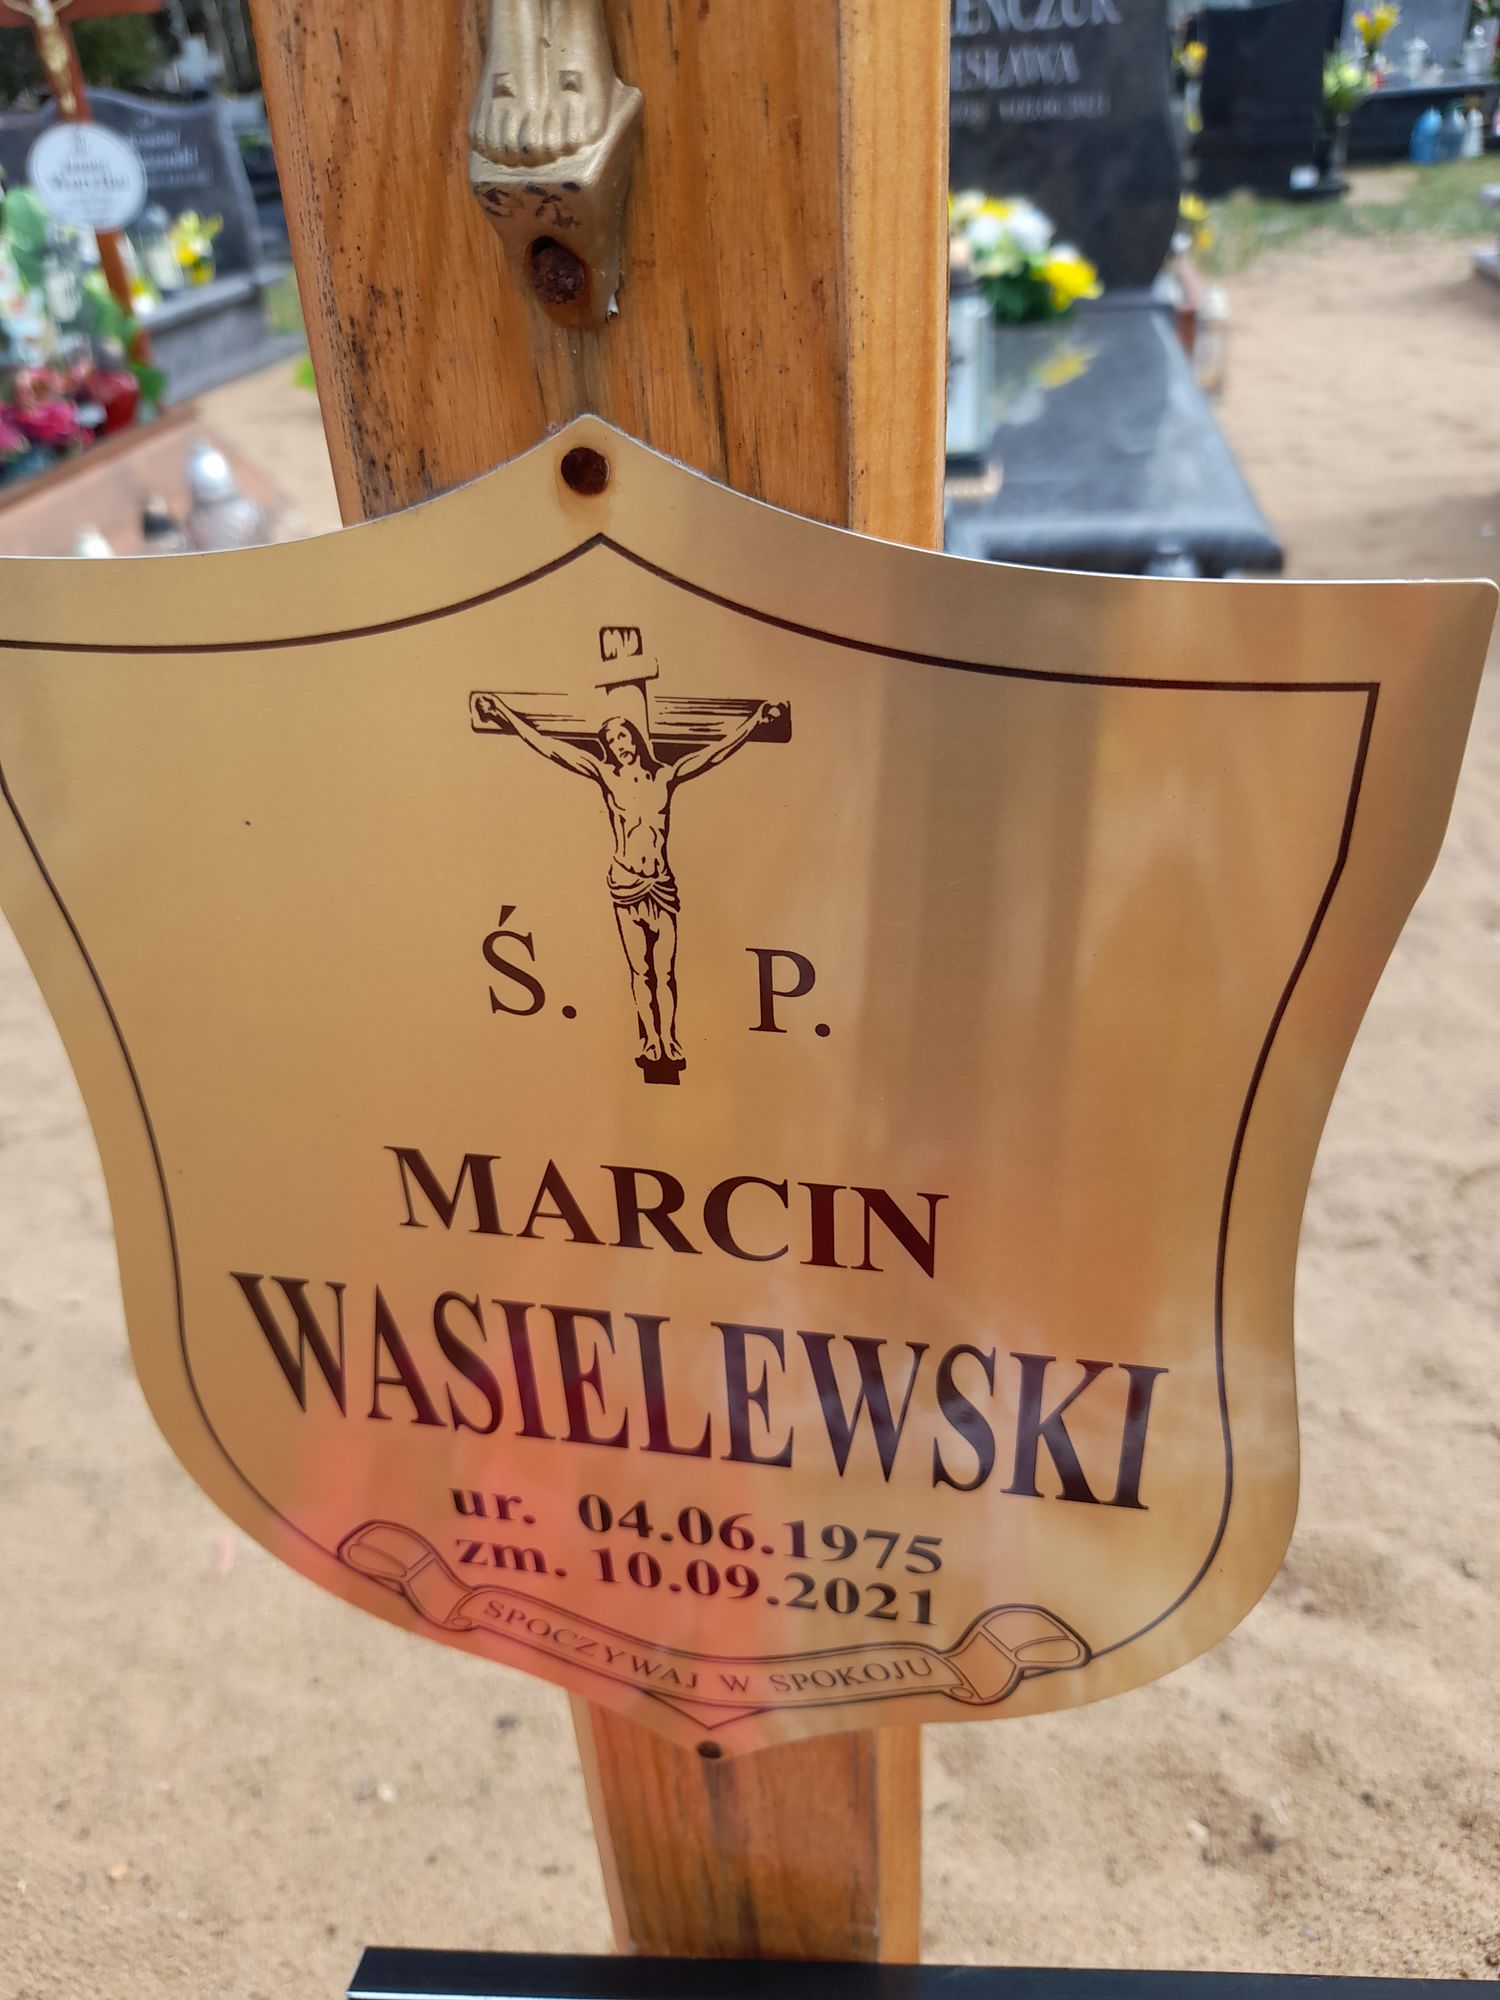 Ś. P.
MARCIN
WASIELEWSKI
ur. 04.06.1975
zm. 10.09.2021
SPOCZYWAJ W SPOKOJU